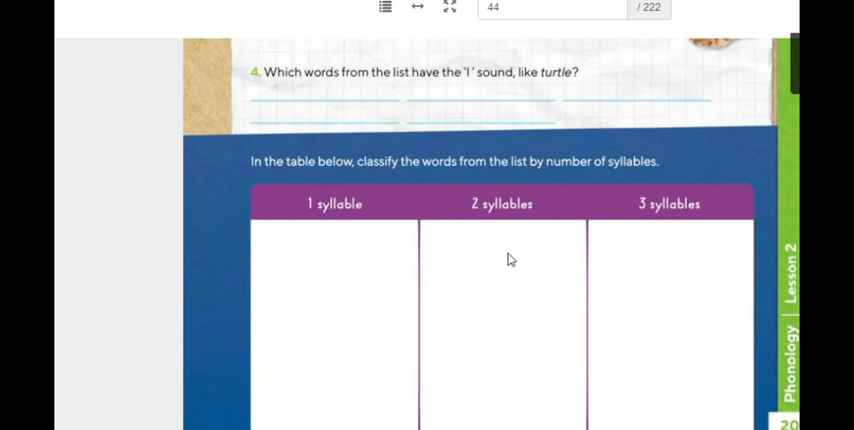 44
/ 222
4. Which words from the list have the 'l' sound, like turtle?
In the table below, classify the words from the list by number of syllables.
1 syllable
2 syllables
3 syllables
Phonology | Lesson 2
20